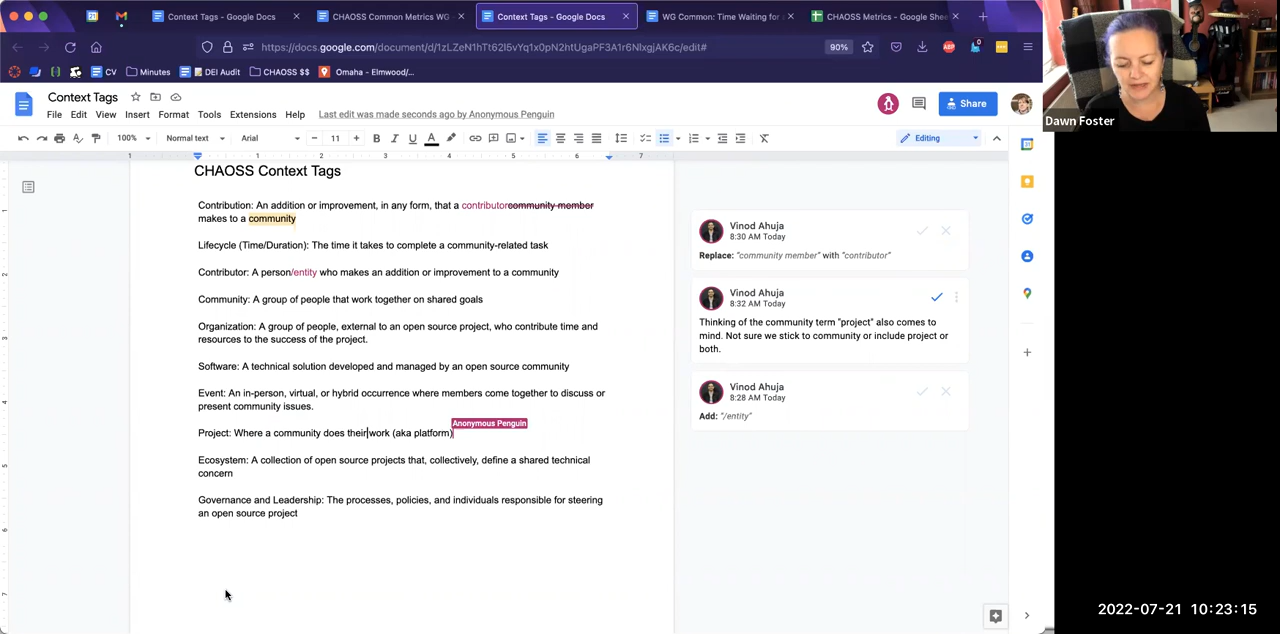 Context Tags - Google Docs
CHAOSS Common Metrics WG
Context Tags - Google Docs
WG Common: Time Waiting for
CHAOSS Metrics - Google Shee
https://docs.google.com/document/d/1zLZeN1hTt62I5vYq1x0pN2htUgaPF3A1r6NlxgjAK6c/edit#
90%
CV
Minutes
DEI Audit
CHAOSS $$
Omaha - Elmwood/...
Context Tags
File Edit View Insert Format Tools Extensions Help Last edit was made seconds ago by Anonymous Penguin
Share
100% Normal text Arial 11 Editing
CHAOSS Context Tags
Contribution: An addition or improvement, in any form, that a contributorcommunity member
makes to a community
Lifecycle (Time/Duration): The time it takes to complete a community-related task
Contributor: A person/entity who makes an addition or improvement to a community
Community: A group of people that work together on shared goals
Organization: A group of people, external to an open source project, who contribute time and
resources to the success of the project.
Software: A technical solution developed and managed by an open source community
Event: An in-person, virtual, or hybrid occurrence where members come together to discuss or
present community issues.
Anonymous Penguin
Project: Where a community does their work (aka platform)
Ecosystem: A collection of open source projects that, collectively, define a shared technical
concern
Governance and Leadership: The processes, policies, and individuals responsible for steering
an open source project
Vinod Ahuja
8:30 AM Today
Replace: "community member" with "contributor"
Vinod Ahuja
8:32 AM Today
Thinking of the community term "project" also comes to
mind. Not sure we stick to community or include project or
both.
Vinod Ahuja
8:28 AM Today
Add: "/entity"
Dawn Foster
2022-07-21 10:23:15